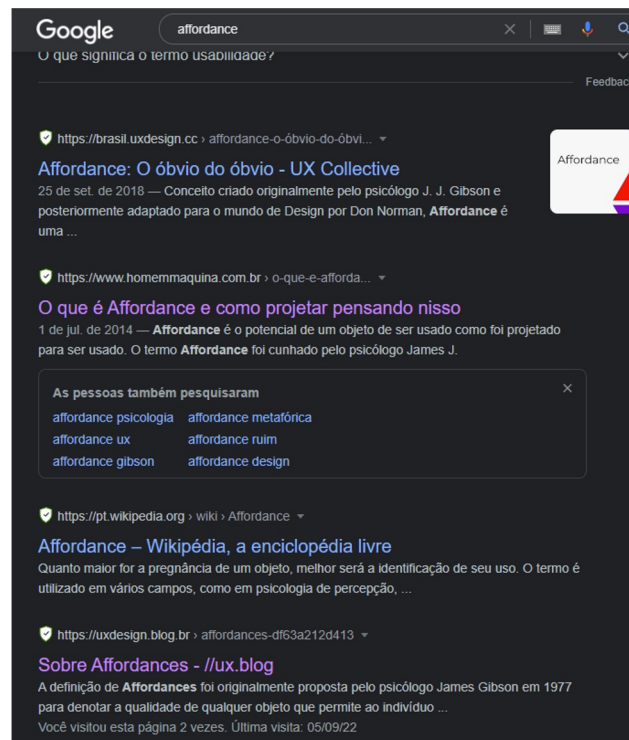 Google
affordance
O que significa o termo usabilidade?
Feedbac
https://brasil.uxdesign.cc › affordance-o-óbvio-do-óbvi...
Affordance: O óbvio do óbvio - UX Collective
25 de set. de 2018 — Conceito criado originalmente pelo psicólogo J. J. Gibson e
posteriormente adaptado para o mundo de Design por Don Norman, Affordance é
uma ...
Affordance
https://www.homemmaquina.com.br › o-que-e-afforda...
O que é Affordance e como projetar pensando nisso
1 de jul. de 2014 — Affordance é o potencial de um objeto de ser usado como foi projetado
para ser usado. O termo Affordance foi cunhado pelo psicólogo James J.
As pessoas também pesquisaram
affordance psicologia affordance metafórica
affordance ux affordance ruim
affordance gibson affordance design
https://pt.wikipedia.org › wiki › Affordance
Affordance – Wikipédia, a enciclopédia livre
Quanto maior for a pregnância de um objeto, melhor será a identificação de seu uso. O termo é
utilizado em vários campos, como em psicologia de percepção, ...
https://uxdesign.blog.br › affordances-df63a212d413
Sobre Affordances - //ux.blog
A definição de Affordances foi originalmente proposta pelo psicólogo James Gibson em 1977
para denotar a qualidade de qualquer objeto que permite ao indivíduo ...
Você visitou esta página 2 vezes. Última visita: 05/09/22